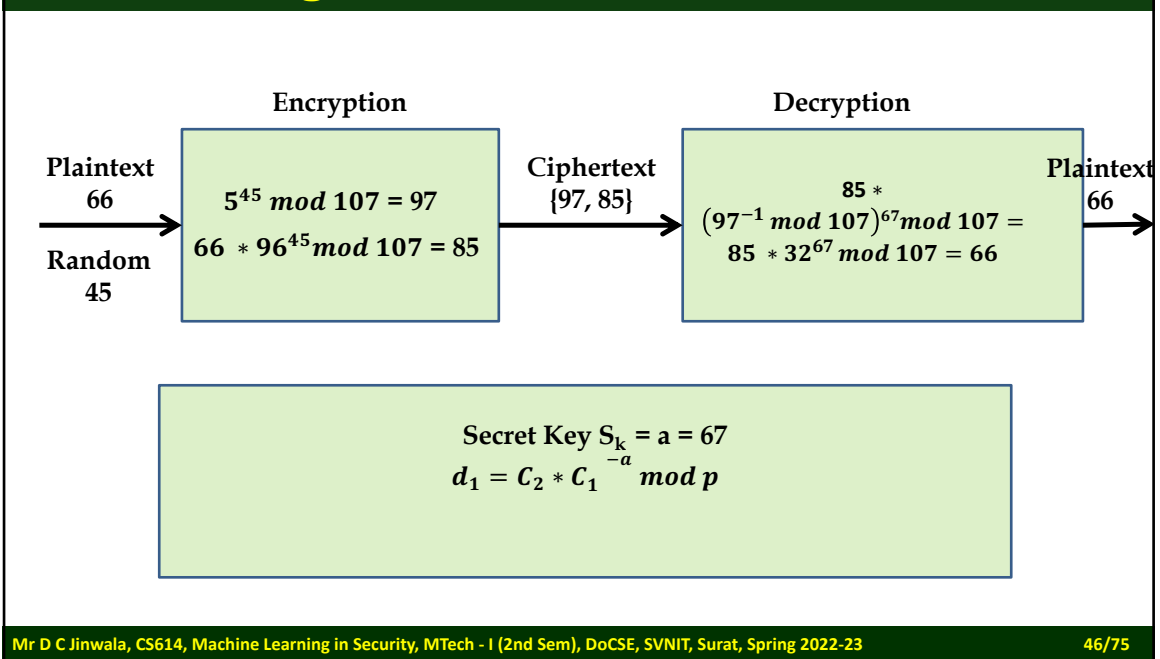 Encryption
Decryption
Plaintext
66
Random
45
5^45 mod 107 = 97
66 * 96^45 mod 107 = 85
Ciphertext
{97, 85}
85 *
(97^−1 mod 107)^67 mod 107 =
85 * 32^67 mod 107 = 66
Plaintext
66
Secret Key S_k = a = 67
d_1 = C_2 * C_1^−a mod p
Mr D C Jinwala, CS614, Machine Learning in Security, MTech - I (2nd Sem), DoCSE, SVNIT, Surat, Spring 2022-23 46/75